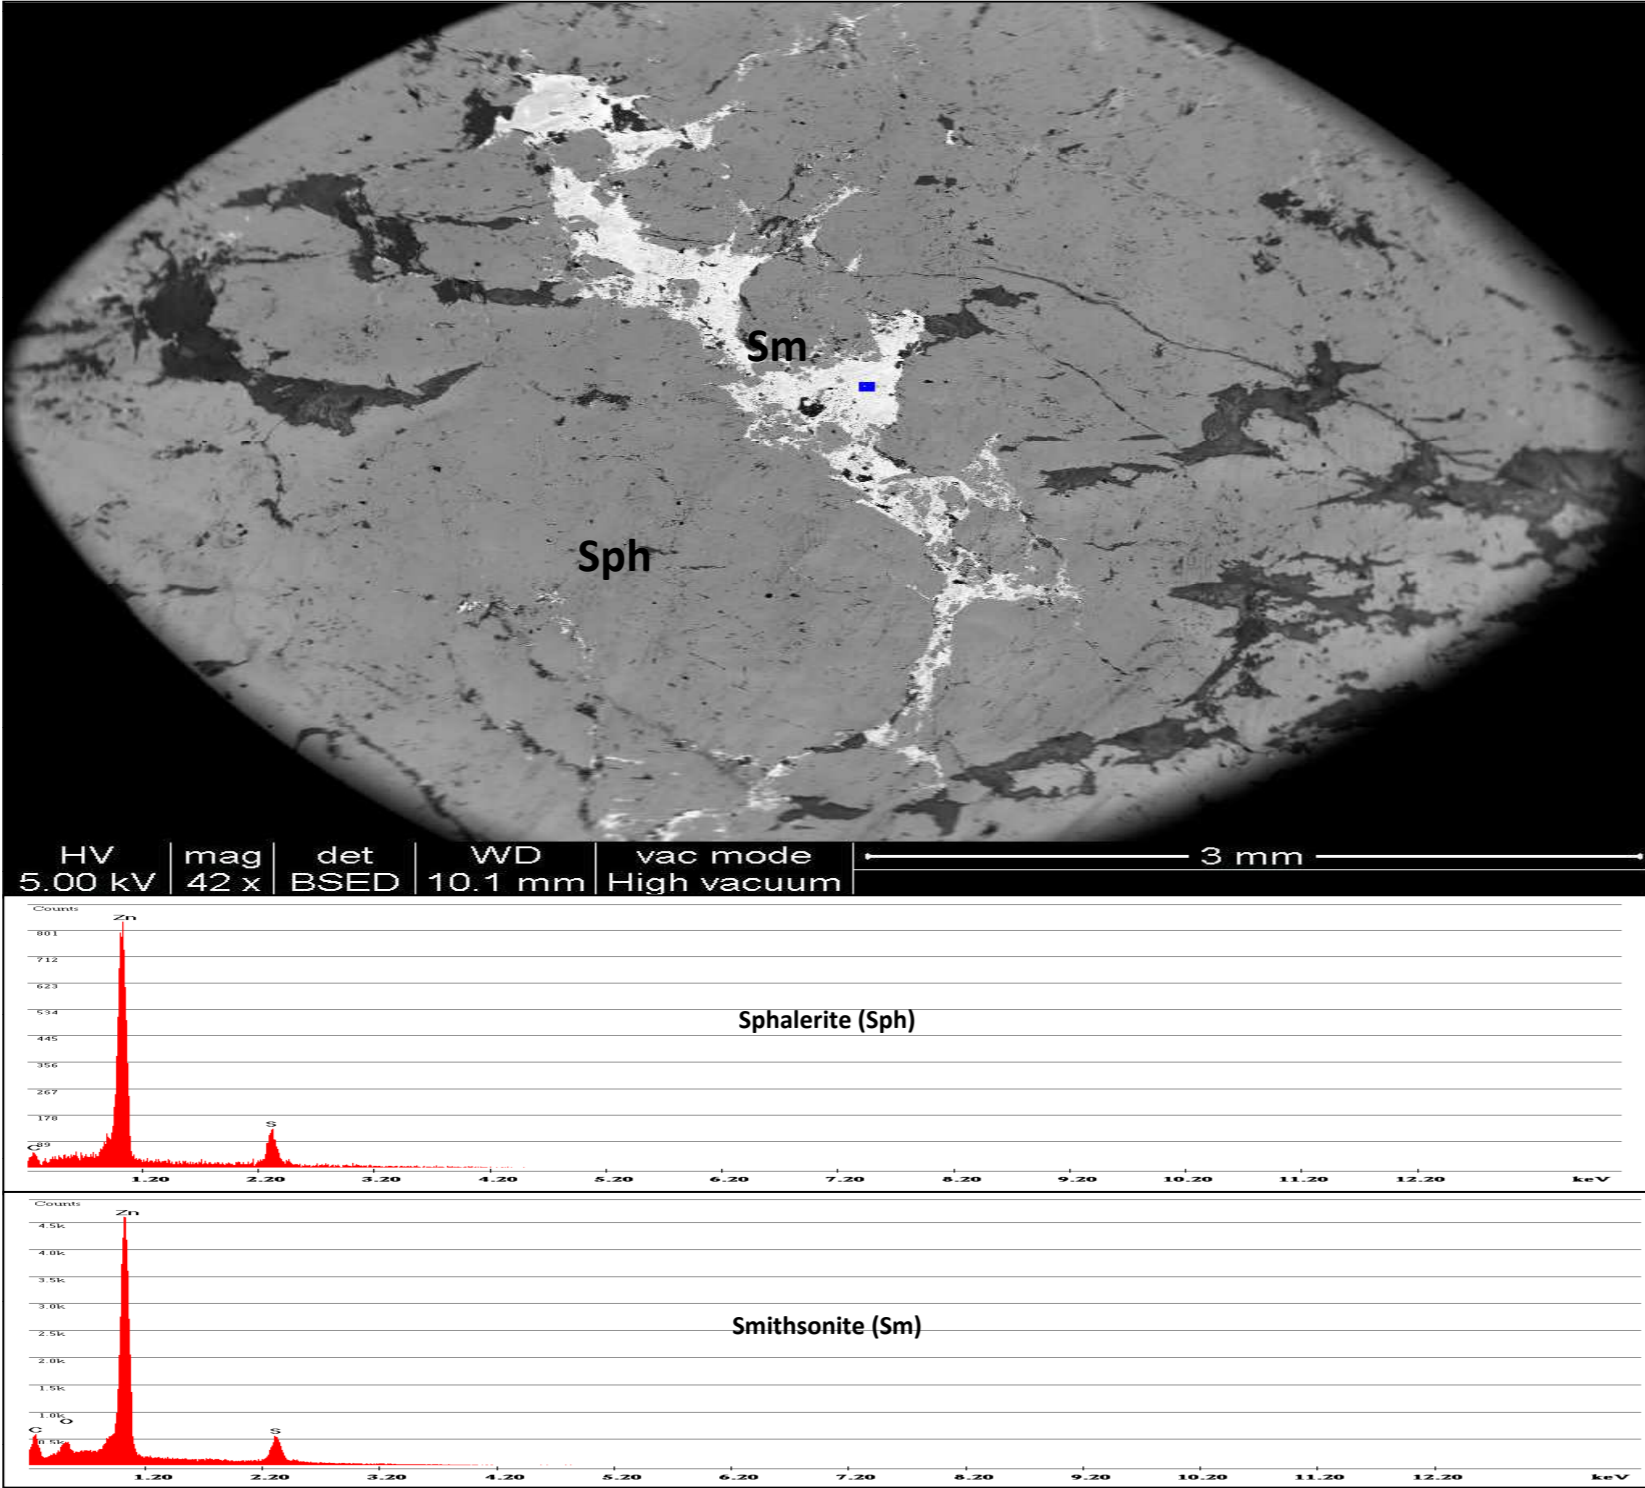 Sm
Sph
HV mag det WD vac mode 3 mm
5.00 kV 42 x BSED 10.1 mm High vacuum
Counts
Zn
801
712
623
534
445
356
267
178
S
C 89
1.20 2.20 3.20 4.20 5.20 6.20 7.20 8.20 9.20 10.20 11.20 12.20 keV
Sphalerite (Sph)
Counts
Zn
4.5k
4.0k
3.5k
3.0k
2.5k
2.0k
1.5k
1.0k
O
C S
0.5k
1.20 2.20 3.20 4.20 5.20 6.20 7.20 8.20 9.20 10.20 11.20 12.20 keV
Smithsonite (Sm)